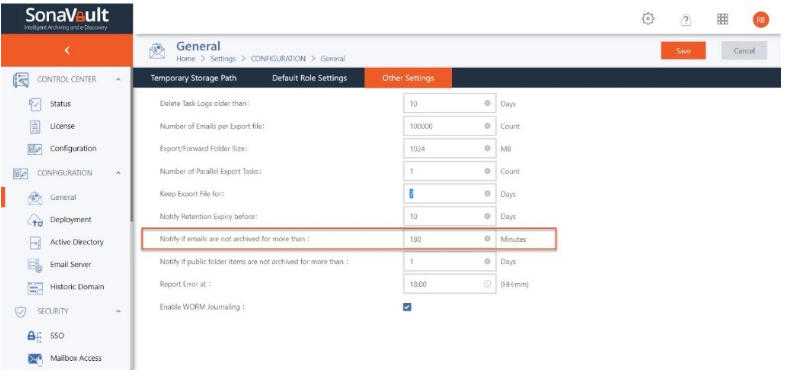 SonaVault
Intelligent Archiving and e-Discovery
RB
General
Home > Settings > CONFIGURATION > General
Save
Cancel
CONTROL CENTER
Status
License
Configuration
CONFIGURATION
General
Deployment
Active Directory
Email Server
Historic Domain
SECURITY
SSO
Mailbox Access
Temporary Storage Path
Default Role Settings
Other Settings
Delete Task Logs older than: 10 Days
Number of Emails per Export file: 100000 Count
Export/Forward Folder Size: 1024 MB
Number of Parallel Export Tasks: 1 Count
Keep Export File for: 7 Days
Notify Retention Expiry before: 10 Days
Notify if emails are not archived for more than : 180 Minutes
Notify if public folder items are not archived for more than : 1 Days
Report Error at : 18:00 (HH:mm)
Enable WORM Journaling :